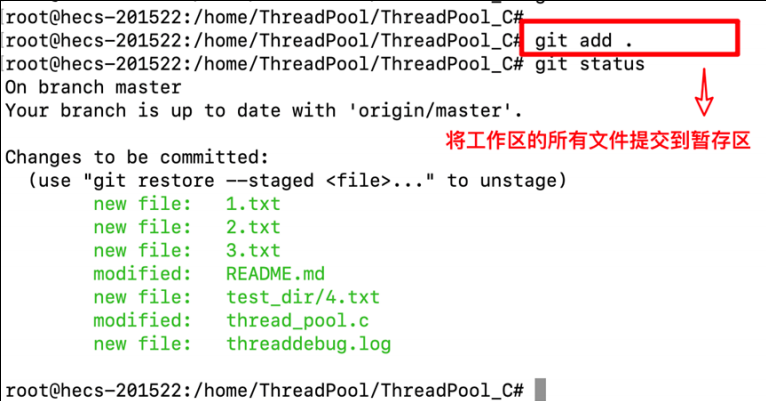 root@hecs-201522:/home/ThreadPool/ThreadPool_C#
root@hecs-201522:/home/ThreadPool/ThreadPool_C# git add .
root@hecs-201522:/home/ThreadPool/ThreadPool_C# git status
On branch master
Your branch is up to date with 'origin/master'.
将工作区的所有文件提交到暂存区
Changes to be committed:
  (use "git restore --staged <file>..." to unstage)
        new file:   1.txt
        new file:   2.txt
        new file:   3.txt
        modified:   README.md
        new file:   test_dir/4.txt
        modified:   thread_pool.c
        new file:   threaddebug.log
root@hecs-201522:/home/ThreadPool/ThreadPool_C#